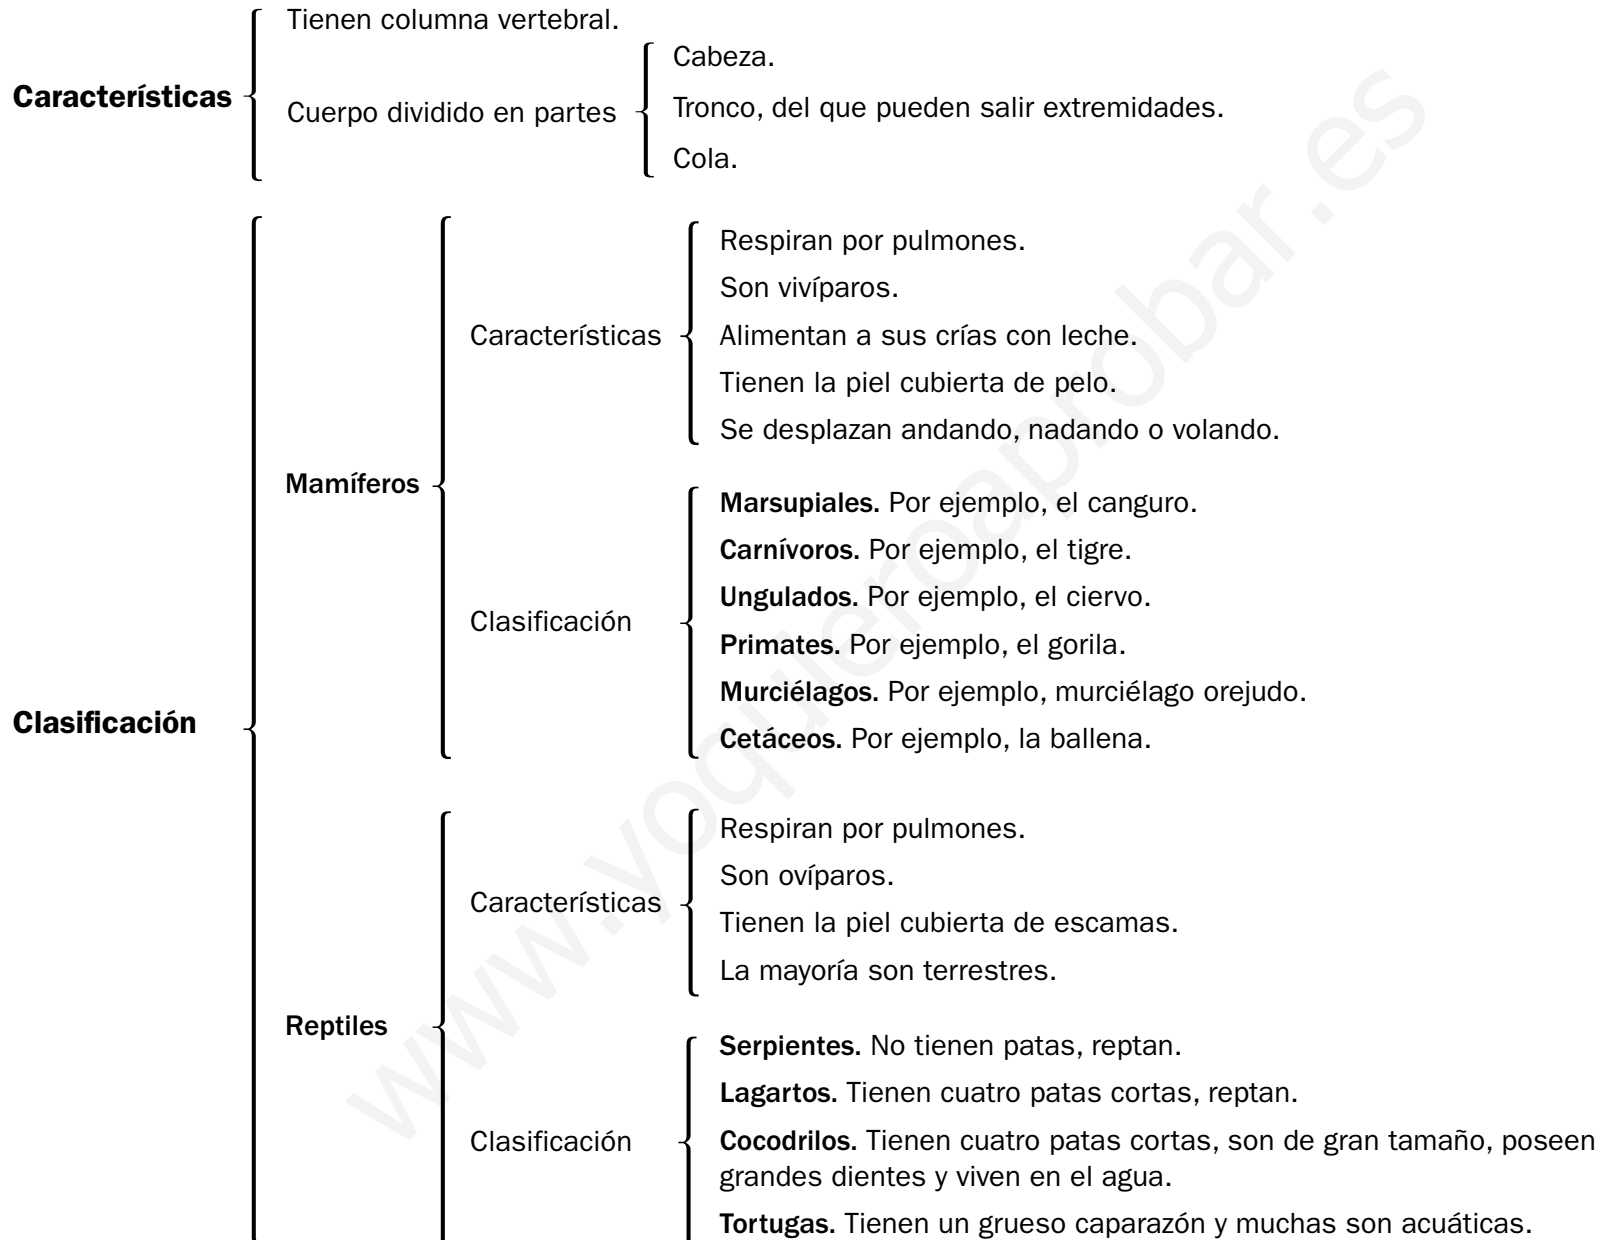 Tienen columna vertebral.
Características
Cuerpo dividido en partes
Cabeza.
Tronco, del que pueden salir extremidades.
Cola.
Clasificación
Mamíferos
Características
Respiran por pulmones.
Son vivíparos.
Alimentan a sus crías con leche.
Tienen la piel cubierta de pelo.
Se desplazan andando, nadando o volando.
Clasificación
Marsupiales. Por ejemplo, el canguro.
Carnívoros. Por ejemplo, el tigre.
Ungulados. Por ejemplo, el ciervo.
Primates. Por ejemplo, el gorila.
Murciélagos. Por ejemplo, murciélago orejudo.
Cetáceos. Por ejemplo, la ballena.
Reptiles
Características
Respiran por pulmones.
Son ovíparos.
Tienen la piel cubierta de escamas.
La mayoría son terrestres.
Clasificación
Serpientes. No tienen patas, reptan.
Lagartos. Tienen cuatro patas cortas, reptan.
Cocodrilos. Tienen cuatro patas cortas, son de gran tamaño, poseen
grandes dientes y viven en el agua.
Tortugas. Tienen un grueso caparazón y muchas son acuáticas.
www.yoquieroaprobar.es